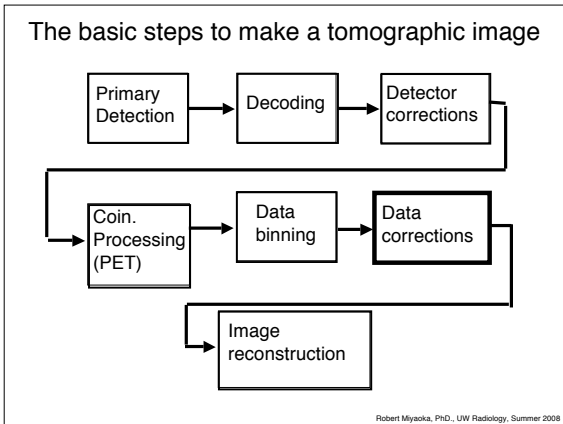 The basic steps to make a tomographic image
Primary
Detection
Decoding
Detector
corrections
Coin.
Processing
(PET)
Data
binning
Data
corrections
Image
reconstruction
Robert Miyaoka, PhD., UW Radiology, Summer 2008